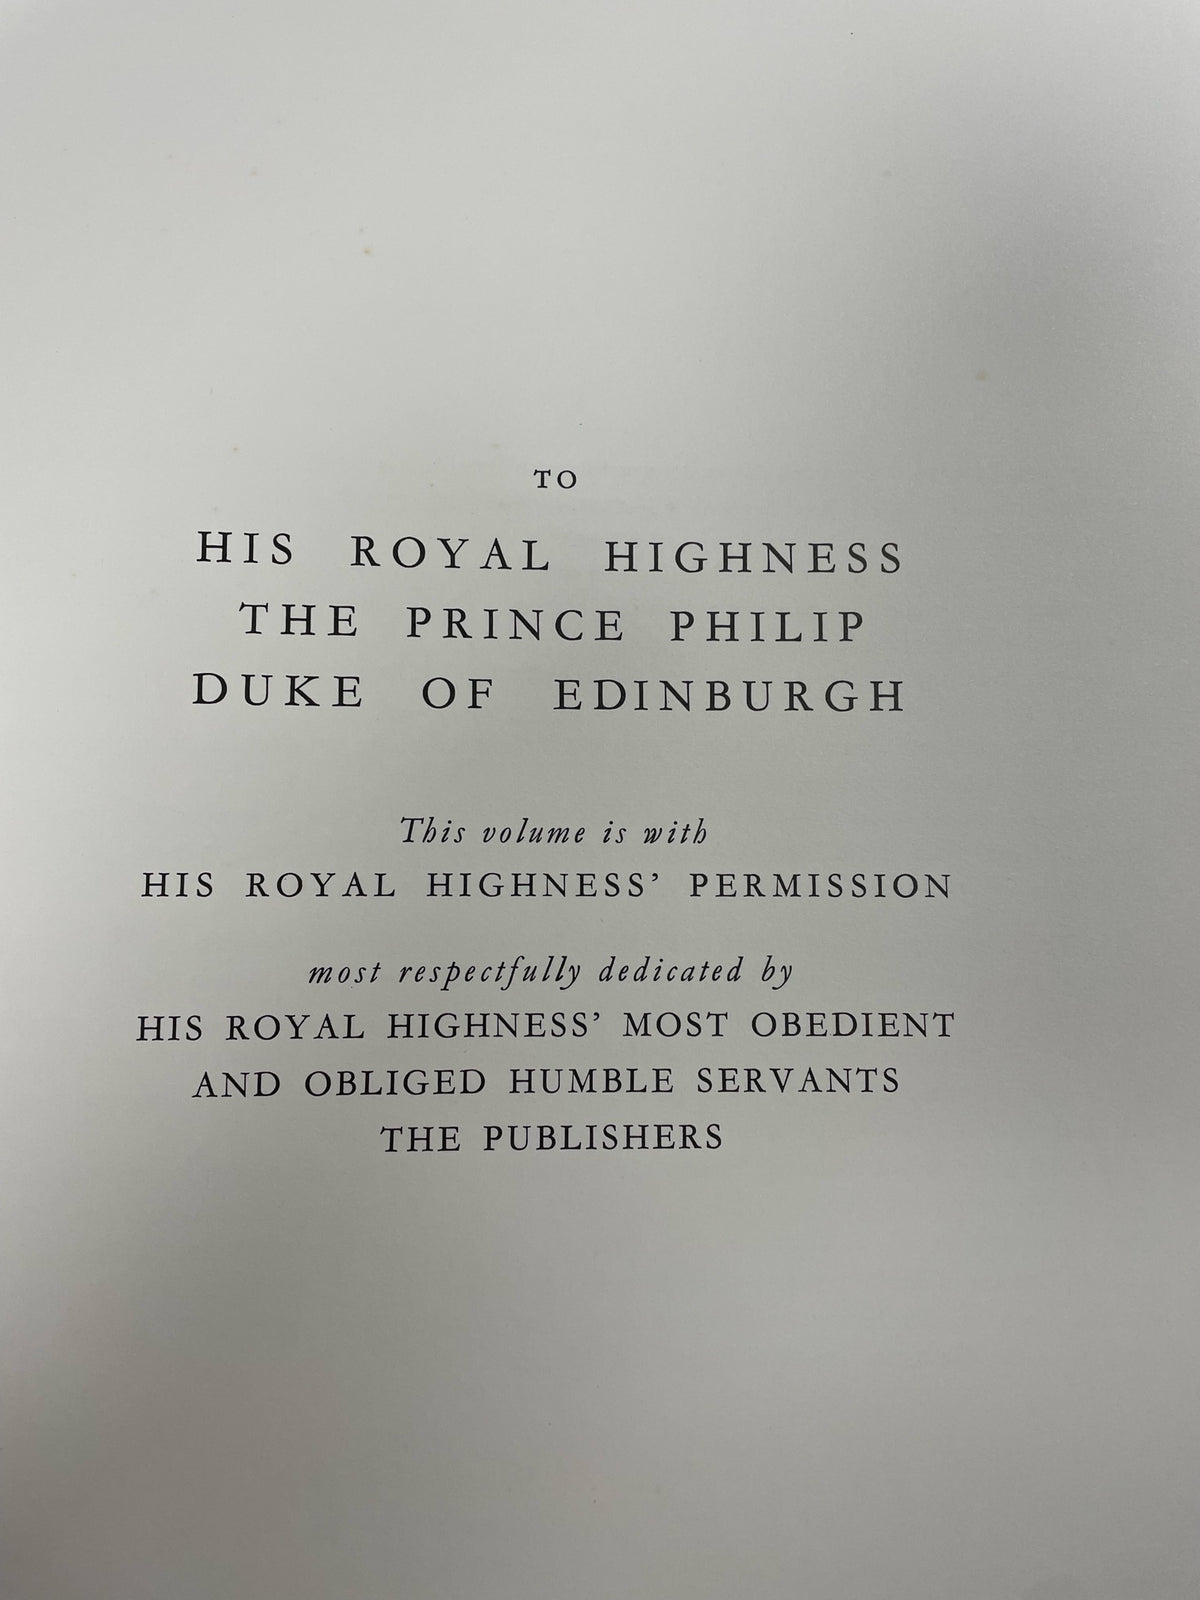 TO
HIS ROYAL HIGHNESS
THE PRINCE PHILIP
DUKE OF EDINBURGH
This volume is with
HIS ROYAL HIGHNESS’ PERMISSION
most respectfully dedicated by
HIS ROYAL HIGHNESS’ MOST OBEDIENT
AND OBLIGED HUMBLE SERVANTS
THE PUBLISHERS